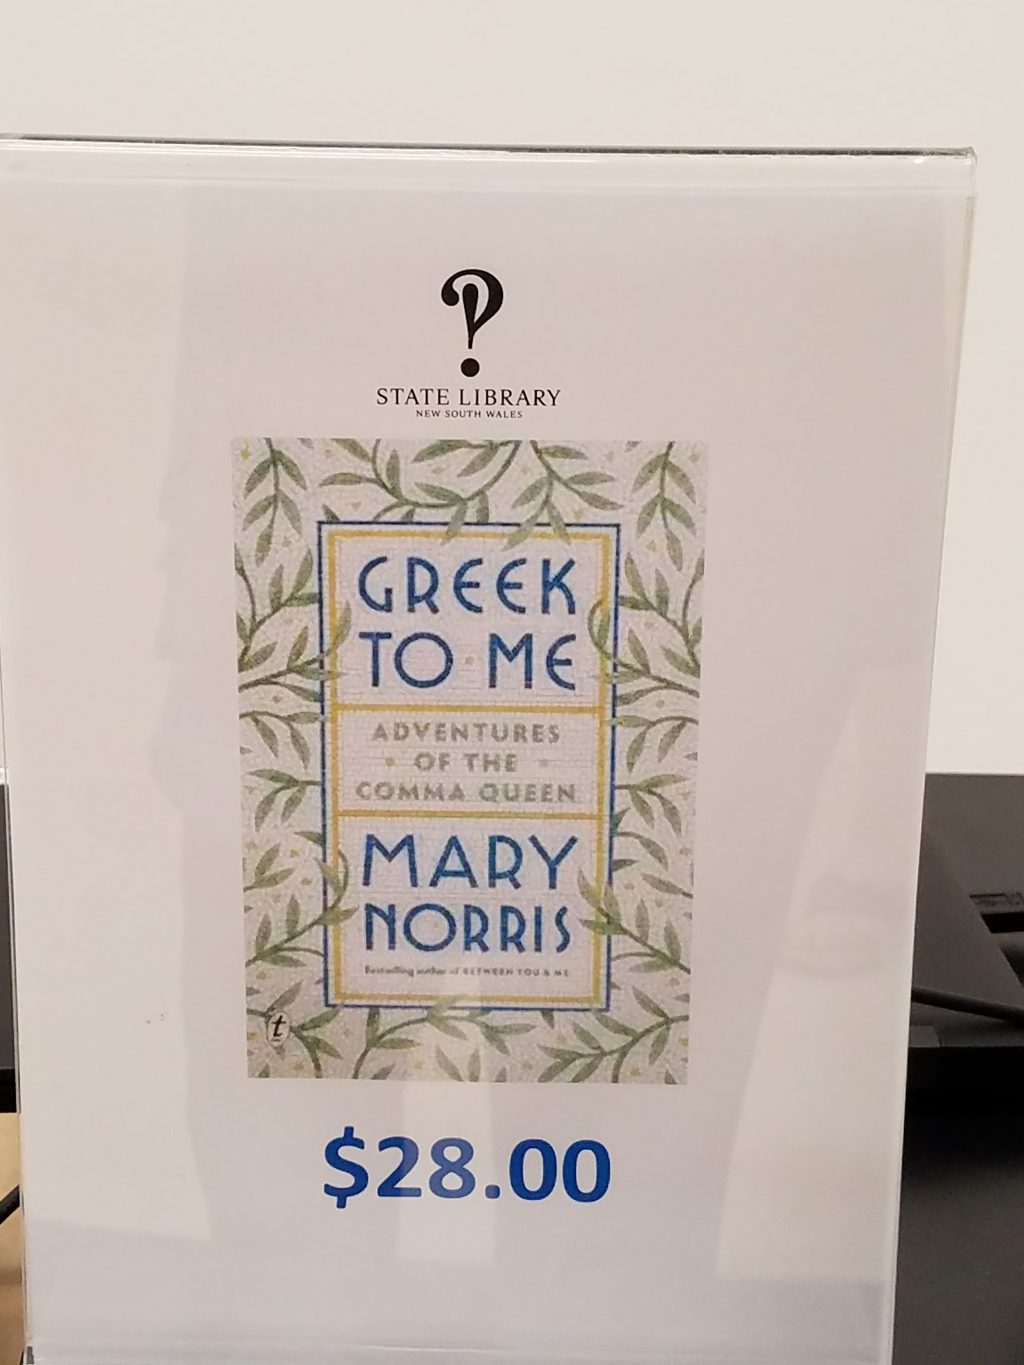 STATE LIBRARY
NEW SOUTH WALES
GREEK
TO ME
ADVENTURES
OF THE
COMMA QUEEN
MARY
NORRIS
Bestselling author of BETWEEN YOU & ME
t
$28.00